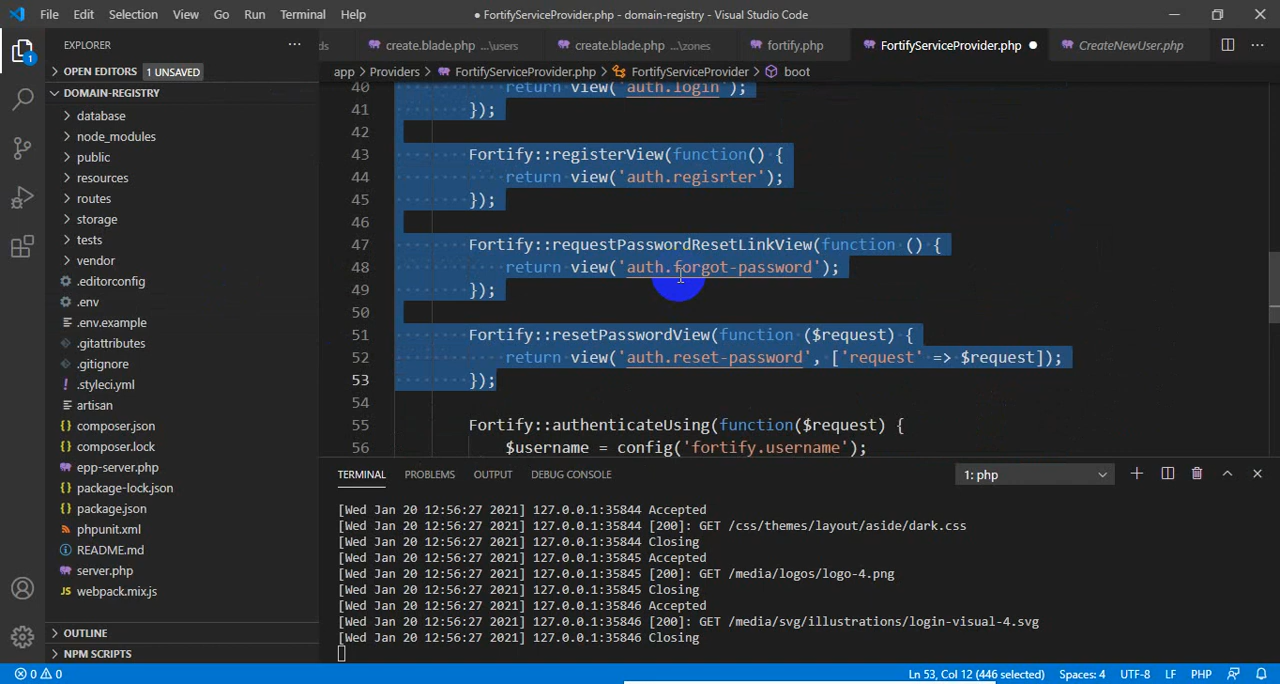 File Edit Selection View Go Run Terminal Help ● FortifyServiceProvider.php - domain-registry - Visual Studio Code
EXPLORER
ds create.blade.php ...\users create.blade.php ...\zones fortify.php FortifyServiceProvider.php CreateNewUser.php
OPEN EDITORS 1 UNSAVED
app > Providers > FortifyServiceProvider.php > FortifyServiceProvider > boot
DOMAIN-REGISTRY
database
node_modules
public
resources
routes
storage
tests
vendor
.editorconfig
.env
.env.example
.gitattributes
.gitignore
.styleci.yml
artisan
composer.json
composer.lock
epp-server.php
package-lock.json
package.json
phpunit.xml
README.md
server.php
webpack.mix.js
OUTLINE
NPM SCRIPTS
40 return view('auth.login');
41 });
42
43 Fortify::registerView(function() {
44 return view('auth.regisrter');
45 });
46
47 Fortify::requestPasswordResetLinkView(function () {
48 return view('auth.forgot-password');
49 });
50
51 Fortify::resetPasswordView(function ($request) {
52 return view('auth.reset-password', ['request' => $request]);
53 });
54
55 Fortify::authenticateUsing(function($request) {
56 $username = config('fortify.username');
TERMINAL PROBLEMS OUTPUT DEBUG CONSOLE 1: php
[Wed Jan 20 12:56:27 2021] 127.0.0.1:35844 Accepted
[Wed Jan 20 12:56:27 2021] 127.0.0.1:35844 [200]: GET /css/themes/layout/aside/dark.css
[Wed Jan 20 12:56:27 2021] 127.0.0.1:35844 Closing
[Wed Jan 20 12:56:27 2021] 127.0.0.1:35845 Accepted
[Wed Jan 20 12:56:27 2021] 127.0.0.1:35845 [200]: GET /media/logos/logo-4.png
[Wed Jan 20 12:56:27 2021] 127.0.0.1:35845 Closing
[Wed Jan 20 12:56:27 2021] 127.0.0.1:35846 Accepted
[Wed Jan 20 12:56:27 2021] 127.0.0.1:35846 [200]: GET /media/svg/illustrations/login-visual-4.svg
[Wed Jan 20 12:56:27 2021] 127.0.0.1:35846 Closing
0 0 Ln 53, Col 12 (446 selected) Spaces: 4 UTF-8 LF PHP